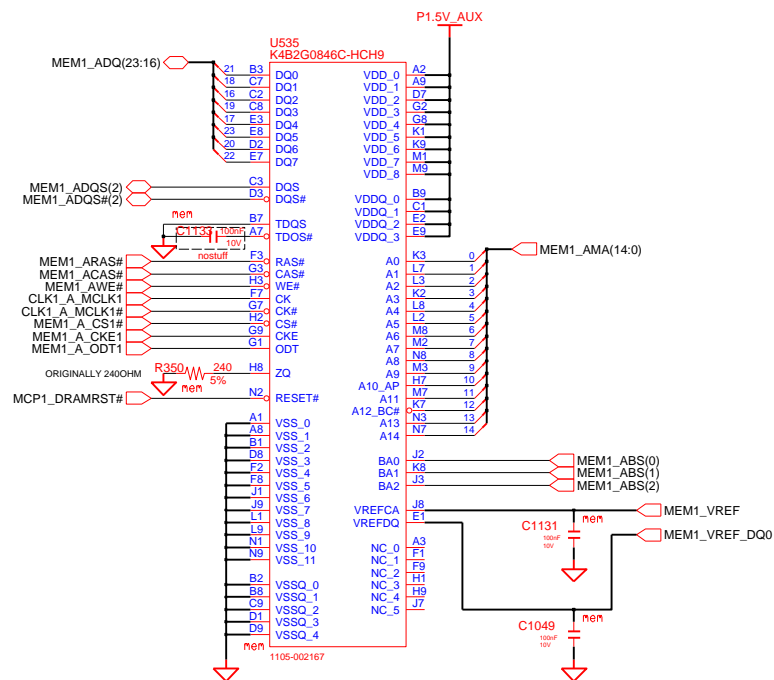 P1.5V_AUX
U535
K4B2G0846C-HCH9
MEM1_ADQ(23:16)
21 B3 DQ0 VDD_0 A2
18 C7 DQ1 VDD_1 A9
16 C2 DQ2 VDD_2 D7
19 C8 DQ3 VDD_3 G2
17 E3 DQ4 VDD_4 G8
23 E8 DQ5 VDD_5 K1
20 D2 DQ6 VDD_6 K9
22 E7 DQ7 VDD_7 M1
VDD_8 M9
MEM1_ADQS(2) C3 DQS
MEM1_ADQS#(2) D3 DQS# VDDQ_0 B9
VDDQ_1 C1
mem B7 TDQS VDDQ_2 E2
C1133 100nF A7 TDOS# VDDQ_3 E9
10V
nostuff
MEM1_AMA(14:0)
MEM1_ARAS# F3 RAS# A0 K3 0
MEM1_ACAS# G3 CAS# A1 L7 1
MEM1_AWE# H3 WE# A2 L3 2
CLK1_A_MCLK1 F7 CK A3 K2 3
CLK1_A_MCLK1# G7 CK# A4 L8 4
MEM1_A_CS1# H2 CS# A5 L2 5
MEM1_A_CKE1 G9 CKE A6 M8 6
MEM1_A_ODT1 G1 ODT A7 M2 7
A8 N8 8
ORIGINALLY 240OHM R350 240 H8 ZQ A9 M3 9
5%
mem
A10_AP H7 10
MCP1_DRAMRST# N2 RESET# A11 M7 11
A12_BC# K7 12
A13 N3 13
A14 N7 14
A1 VSS_0
A8 VSS_1
B1 VSS_2
D8 VSS_3 BA0 J2 MEM1_ABS(0)
F2 VSS_4 BA1 K8 MEM1_ABS(1)
F8 VSS_5 BA2 J3 MEM1_ABS(2)
J1 VSS_6
J9 VSS_7 VREFCA J8 MEM1_VREF
L1 VSS_8 VREFDQ E1 mem
L9 VSS_9 C1131 MEM1_VREF_DQ0
100nF
10V
N1 VSS_10 NC_0 A3
N9 VSS_11 NC_1 F1
NC_2 F9
B2 VSSQ_0 NC_3 H1
B8 VSSQ_1 NC_4 H9
C9 VSSQ_2 NC_5 J7
D1 VSSQ_3 mem
D9 VSSQ_4 C1049
100nF
10V
mem
1105-002167